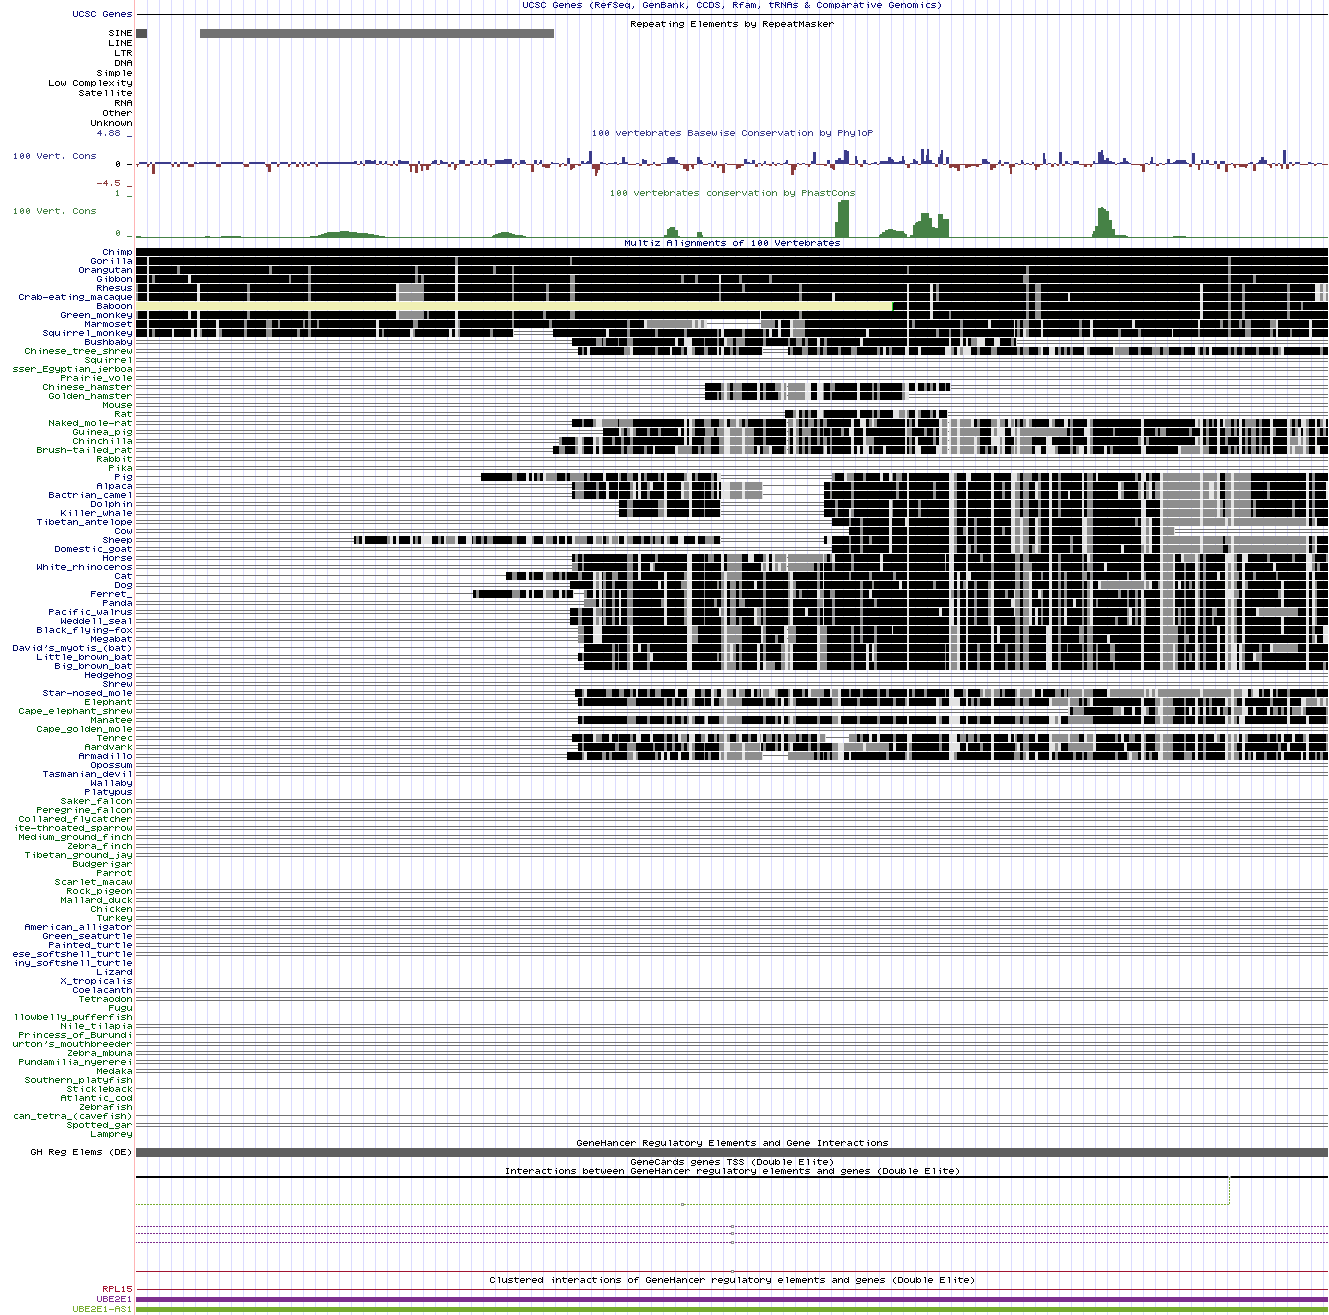 UCSC Genes (RefSeq, GenBank, CCDS, Rfam, tRNAs & Comparative Genomics)
UCSC Genes
Repeating Elements by RepeatMasker
SINE
LINE
LTR
DNA
Simple
Low Complexity
Satellite
RNA
Other
Unknown
4.88 _
100 vertebrates Basewise Conservation by PhyloP
100 Vert. Cons
0 _
-4.5 _
1 _
100 vertebrates conservation by PhastCons
100 Vert. Cons
0 _
Multiz Alignments of 100 Vertebrates
Chimp
Gorilla
Orangutan
Gibbon
Rhesus
Crab-eating_macaque
Baboon
Green_monkey
Marmoset
Squirrel_monkey
Bushbaby
Chinese_tree_shrew
Squirrel
sser_Egyptian_jerboa
Prairie_vole
Chinese_hamster
Golden_hamster
Mouse
Rat
Naked_mole-rat
Guinea_pig
Chinchilla
Brush-tailed_rat
Rabbit
Pika
Pig
Alpaca
Bactrian_camel
Dolphin
Killer_whale
Tibetan_antelope
Cow
Sheep
Domestic_goat
Horse
White_rhinoceros
Cat
Dog
Ferret_
Panda
Pacific_walrus
Weddell_seal
Black_flying-fox
Megabat
David's_myotis_(bat)
Little_brown_bat
Big_brown_bat
Hedgehog
Shrew
Star-nosed_mole
Elephant
Cape_elephant_shrew
Manatee
Cape_golden_mole
Tenrec
Aardvark
Armadillo
Opossum
Tasmanian_devil
Wallaby
Platypus
Saker_falcon
Peregrine_falcon
Collared_flycatcher
ite-throated_sparrow
Medium_ground_finch
Zebra_finch
Tibetan_ground_jay
Budgerigar
Parrot
Scarlet_macaw
Rock_pigeon
Mallard_duck
Chicken
Turkey
American_alligator
Green_seaturtle
Painted_turtle
ese_softshell_turtle
iny_softshell_turtle
Lizard
X_tropicalis
Coelacanth
Tetraodon
Fugu
llowbelly_pufferfish
Nile_tilapia
Princess_of_Burundi
urton's_mouthbreeder
Zebra_mbuna
Pundamilia_nyererei
Medaka
Southern_platyfish
Stickleback
Atlantic_cod
Zebrafish
can_tetra_(cavefish)
Spotted_gar
Lamprey
GeneHancer Regulatory Elements and Gene Interactions
GH Reg Elems (DE)
GeneCards genes TSS (Double Elite)
Interactions between GeneHancer regulatory elements and genes (Double Elite)
Clustered interactions of GeneHancer regulatory elements and genes (Double Elite)
RPL15
UBE2E1
UBE2E1-AS1